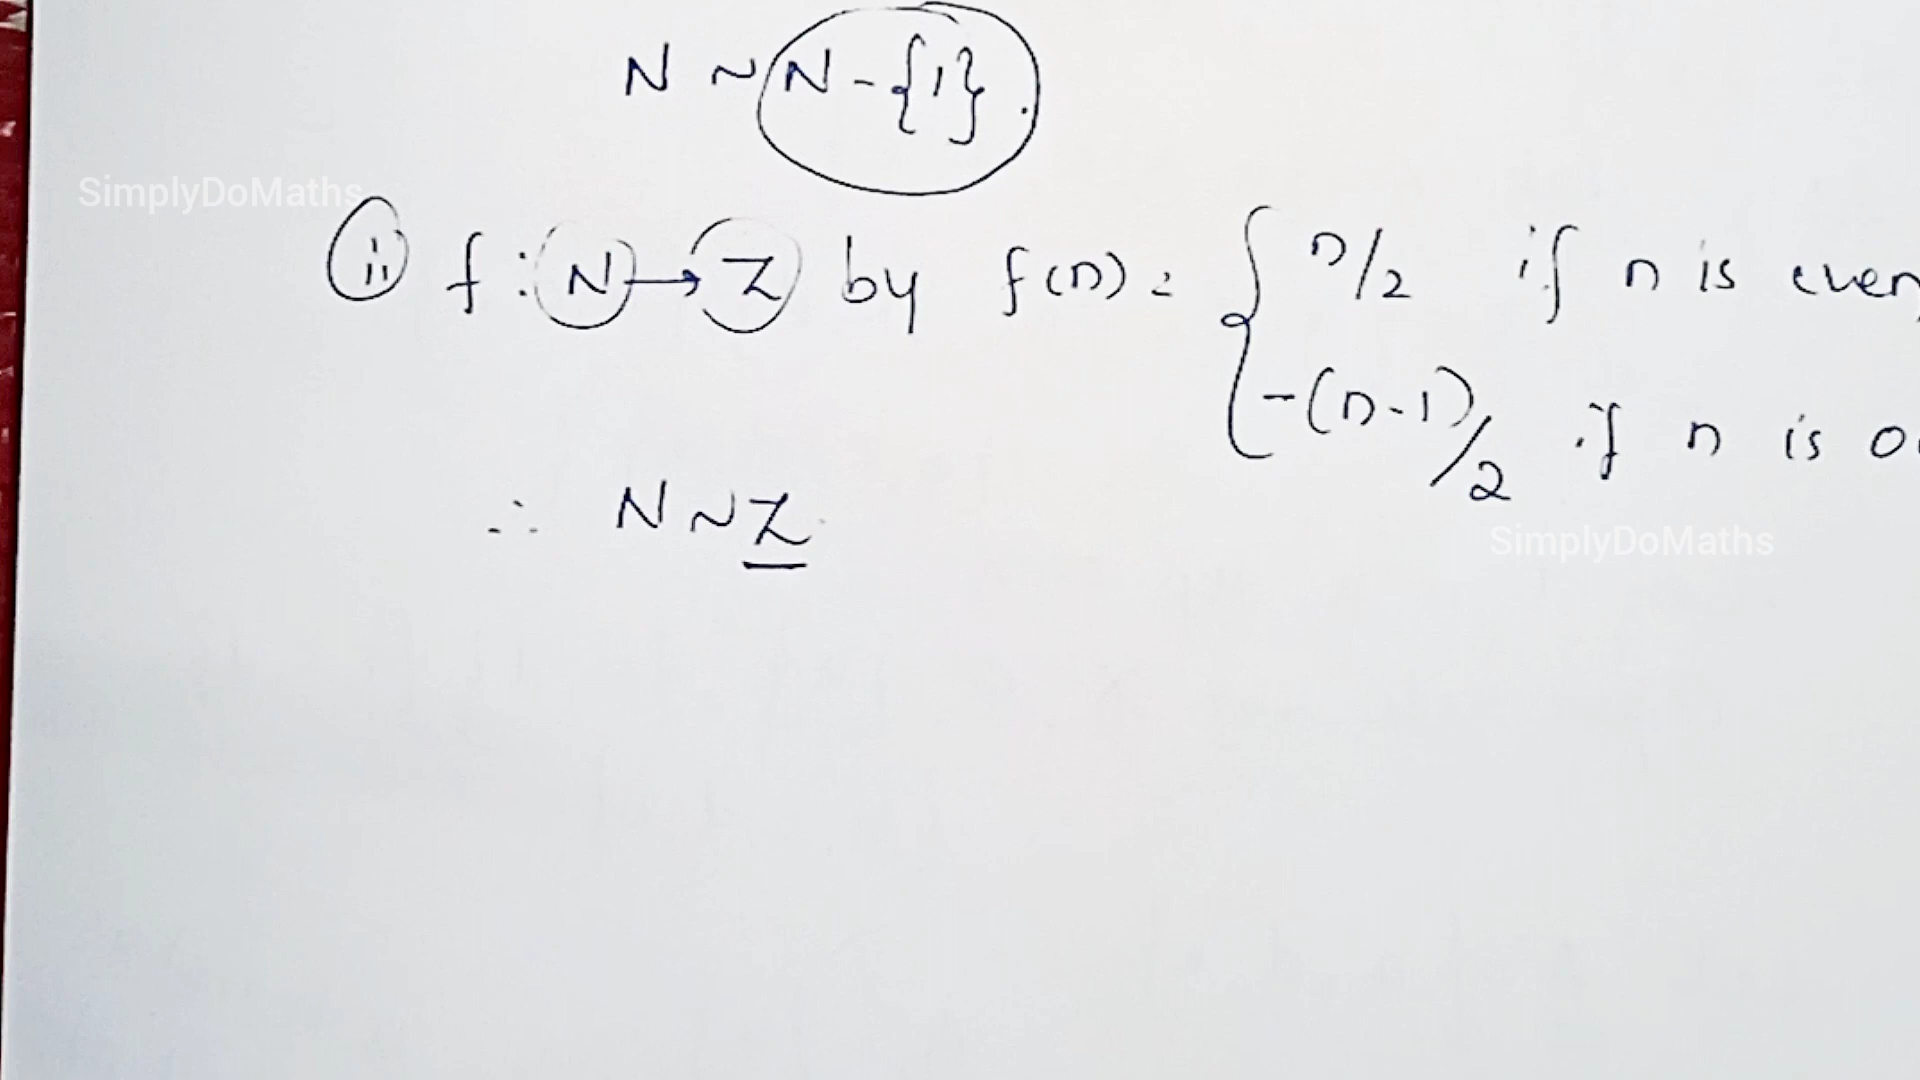 N ~ N - {1}.
SimplyDoMaths
ii f : N → Z by f(n) = { n/2 if n is even,
-(n-1)/2 if n is
∴ N ~ Z
SimplyDoMaths